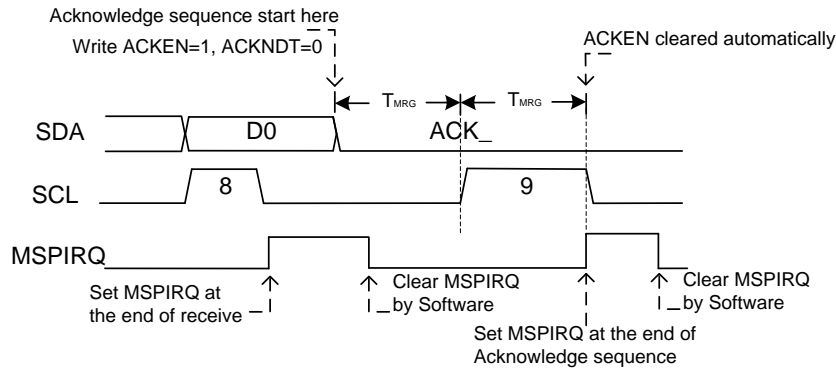 Acknowledge sequence start here
Write ACKEN=1, ACKNDT=0
ACKEN cleared automatically
TMRG
TMRG
SDA
D0
ACK_
SCL
8
9
MSPIRQ
Set MSPIRQ at
the end of receive
Clear MSPIRQ
by Software
Set MSPIRQ at the end of
Acknowledge sequence
Clear MSPIRQ
by Software